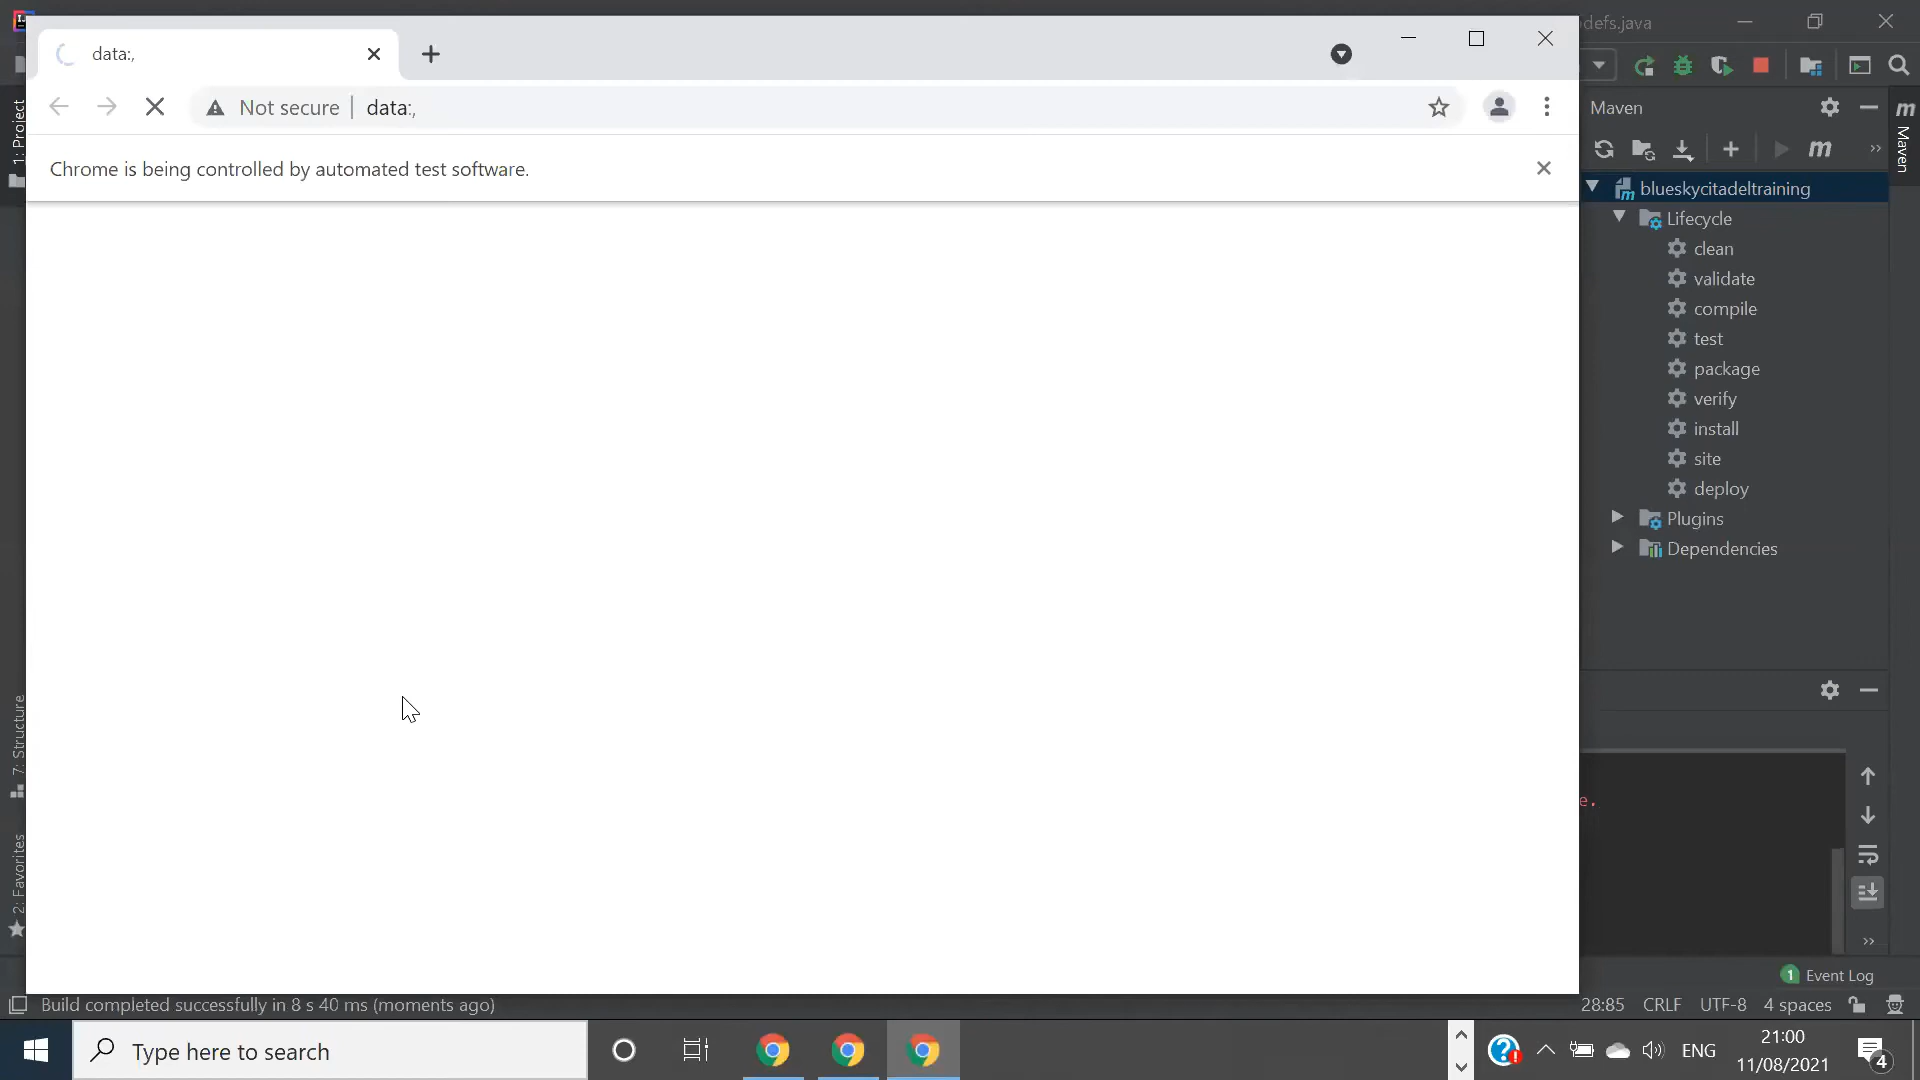 defs.java
data:,
Not secure | data:,
Chrome is being controlled by automated test software.
1: Project
7: Structure
2: Favorites
Maven
m
Maven
blueskycitadeltraining
Lifecycle
clean
validate
compile
test
package
verify
install
site
deploy
Plugins
Dependencies
e.
1 Event Log
Build completed successfully in 8 s 40 ms (moments ago)
28:85 CRLF UTF-8 4 spaces
Type here to search
ENG
21:00
11/08/2021
4